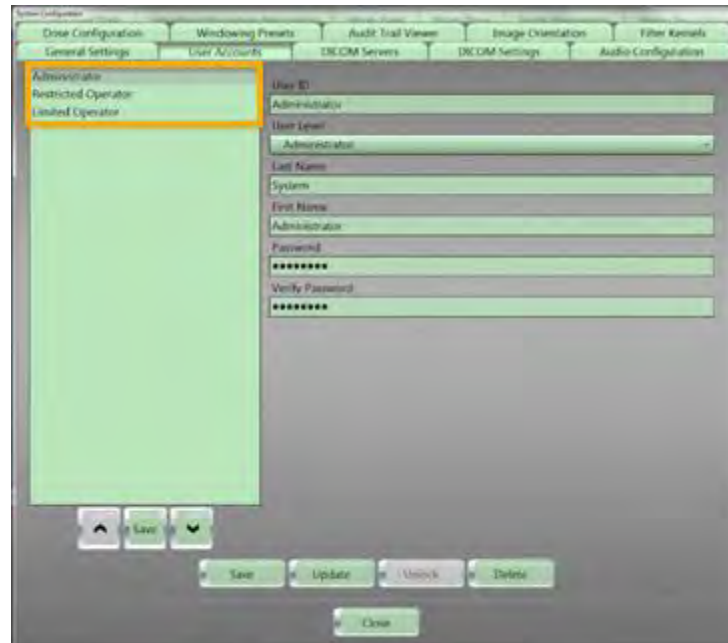 System Configuration
Dose Configuration Windowing Presets Audit Trail Viewer Image Orientation Filter Kernels
General Settings User Accounts DICOM Servers DICOM Settings Audio Configuration
Administrator
Restricted Operator
Limited Operator
User ID
Administrator
User Level
Administrator
Last Name
System
First Name
Administrator
Password
●●●●●●●●
Verify Password
●●●●●●●●
Save
Save Update Unlock Delete
Close